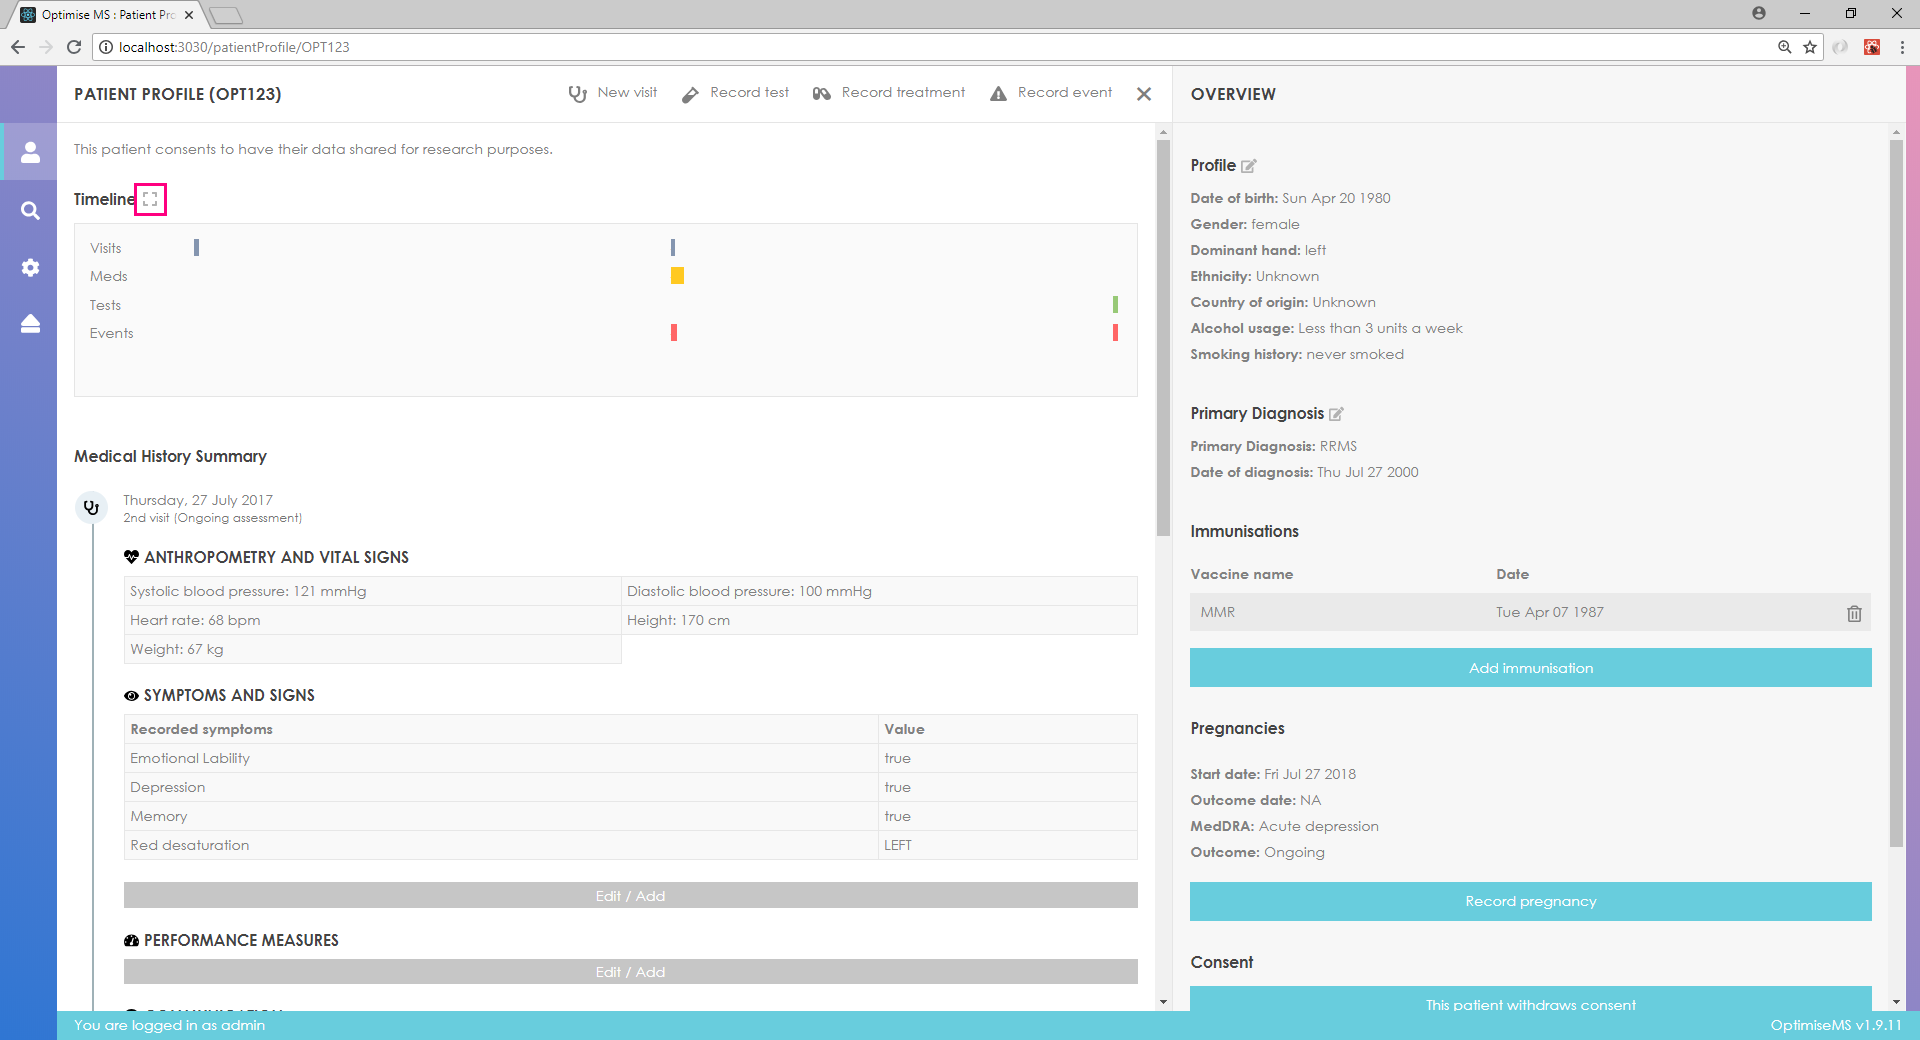 Optimise MS : Patient Pro
localhost:3030/patientProfile/OPT123
PATIENT PROFILE (OPT123)
New visit
Record test
Record treatment
Record event
OVERVIEW
This patient consents to have their data shared for research purposes.
Timeline
Visits
Meds
Tests
Events
Medical History Summary
Thursday, 27 July 2017
2nd visit (Ongoing assessment)
ANTHROPOMETRY AND VITAL SIGNS
Systolic blood pressure: 121 mmHg
Diastolic blood pressure: 100 mmHg
Heart rate: 68 bpm
Height: 170 cm
Weight: 67 kg
SYMPTOMS AND SIGNS
Recorded symptoms
Value
Emotional Lability
true
Depression
true
Memory
true
Red desaturation
LEFT
Edit / Add
PERFORMANCE MEASURES
Edit / Add
Profile
Date of birth: Sun Apr 20 1980
Gender: female
Dominant hand: left
Ethnicity: Unknown
Country of origin: Unknown
Alcohol usage: Less than 3 units a week
Smoking history: never smoked
Primary Diagnosis
Primary Diagnosis: RRMS
Date of diagnosis: Thu Jul 27 2000
Immunisations
Vaccine name
Date
MMR
Tue Apr 07 1987
Add immunisation
Pregnancies
Start date: Fri Jul 27 2018
Outcome date: NA
MedDRA: Acute depression
Outcome: Ongoing
Record pregnancy
Consent
This patient withdraws consent
You are logged in as admin
OptimiseMS v1.9.11